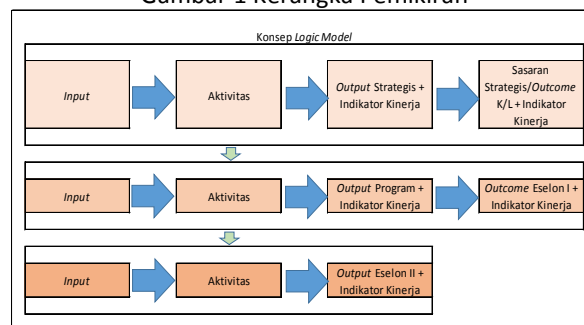 Gambar 1 Kerangka Pemikiran
Konsep Logic Model
Input
Aktivitas
Output Strategis +
Indikator Kinerja
Sasaran
Strategis/Outcome
K/L + Indikator
Kinerja
Input
Aktivitas
Output Program +
Indikator Kinerja
Outcome Eselon I +
Indikator Kinerja
Input
Aktivitas
Output Eselon II +
Indikator Kinerja